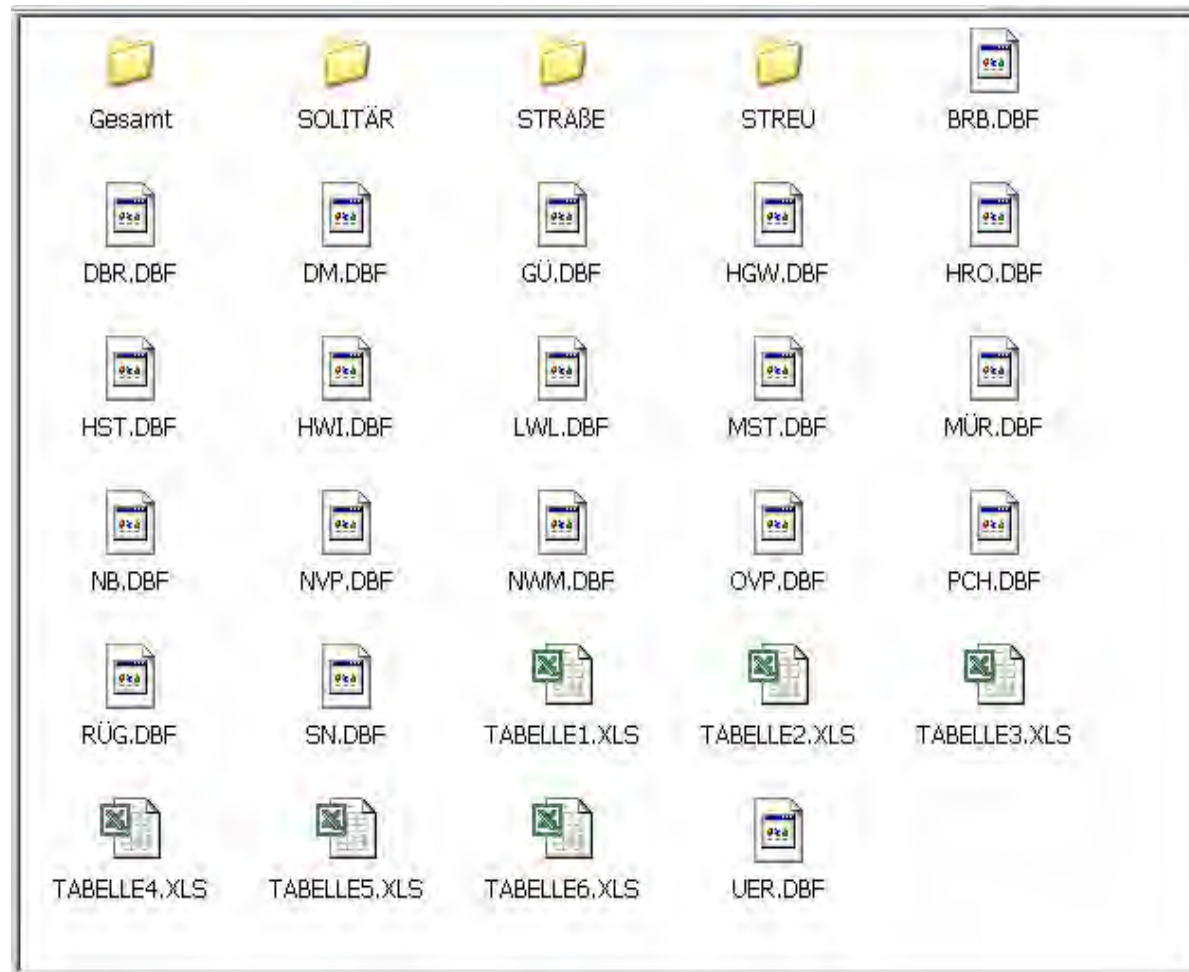 Gesamt SOLITÄR STRAßE STREU BRB.DBF
DBR.DBF DM.DBF GÜ.DBF HGW.DBF HRO.DBF
HST.DBF HWI.DBF LWL.DBF MST.DBF MÜR.DBF
NB.DBF NVP.DBF NWM.DBF OVP.DBF PCH.DBF
RÜG.DBF SN.DBF TABELLE1.XLS TABELLE2.XLS TABELLE3.XLS
TABELLE4.XLS TABELLE5.XLS TABELLE6.XLS UER.DBF